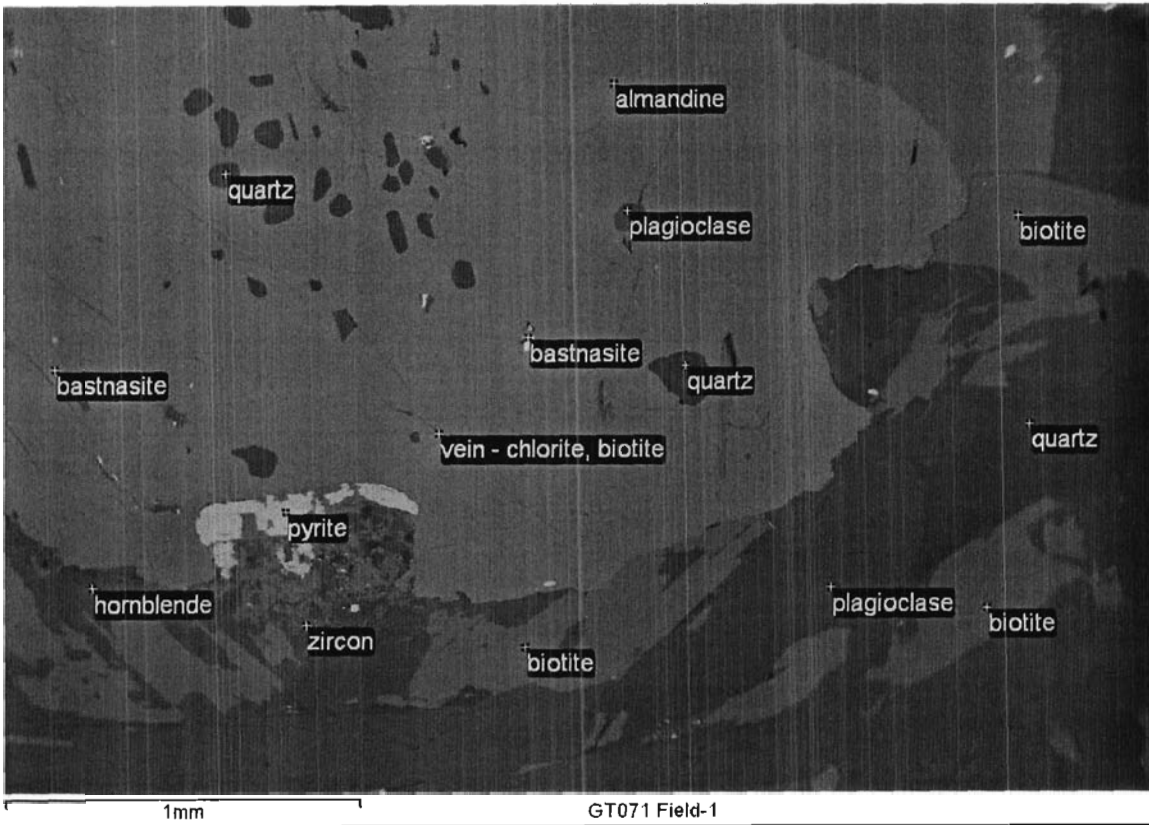 almandine
quartz
plagioclase
biotite
bastnasite
bastnasite
quartz
vein - chlorite, biotite
quartz
pyrite
hornblende
plagioclase
biotite
zircon
biotite
1mm
GT071 Field-1